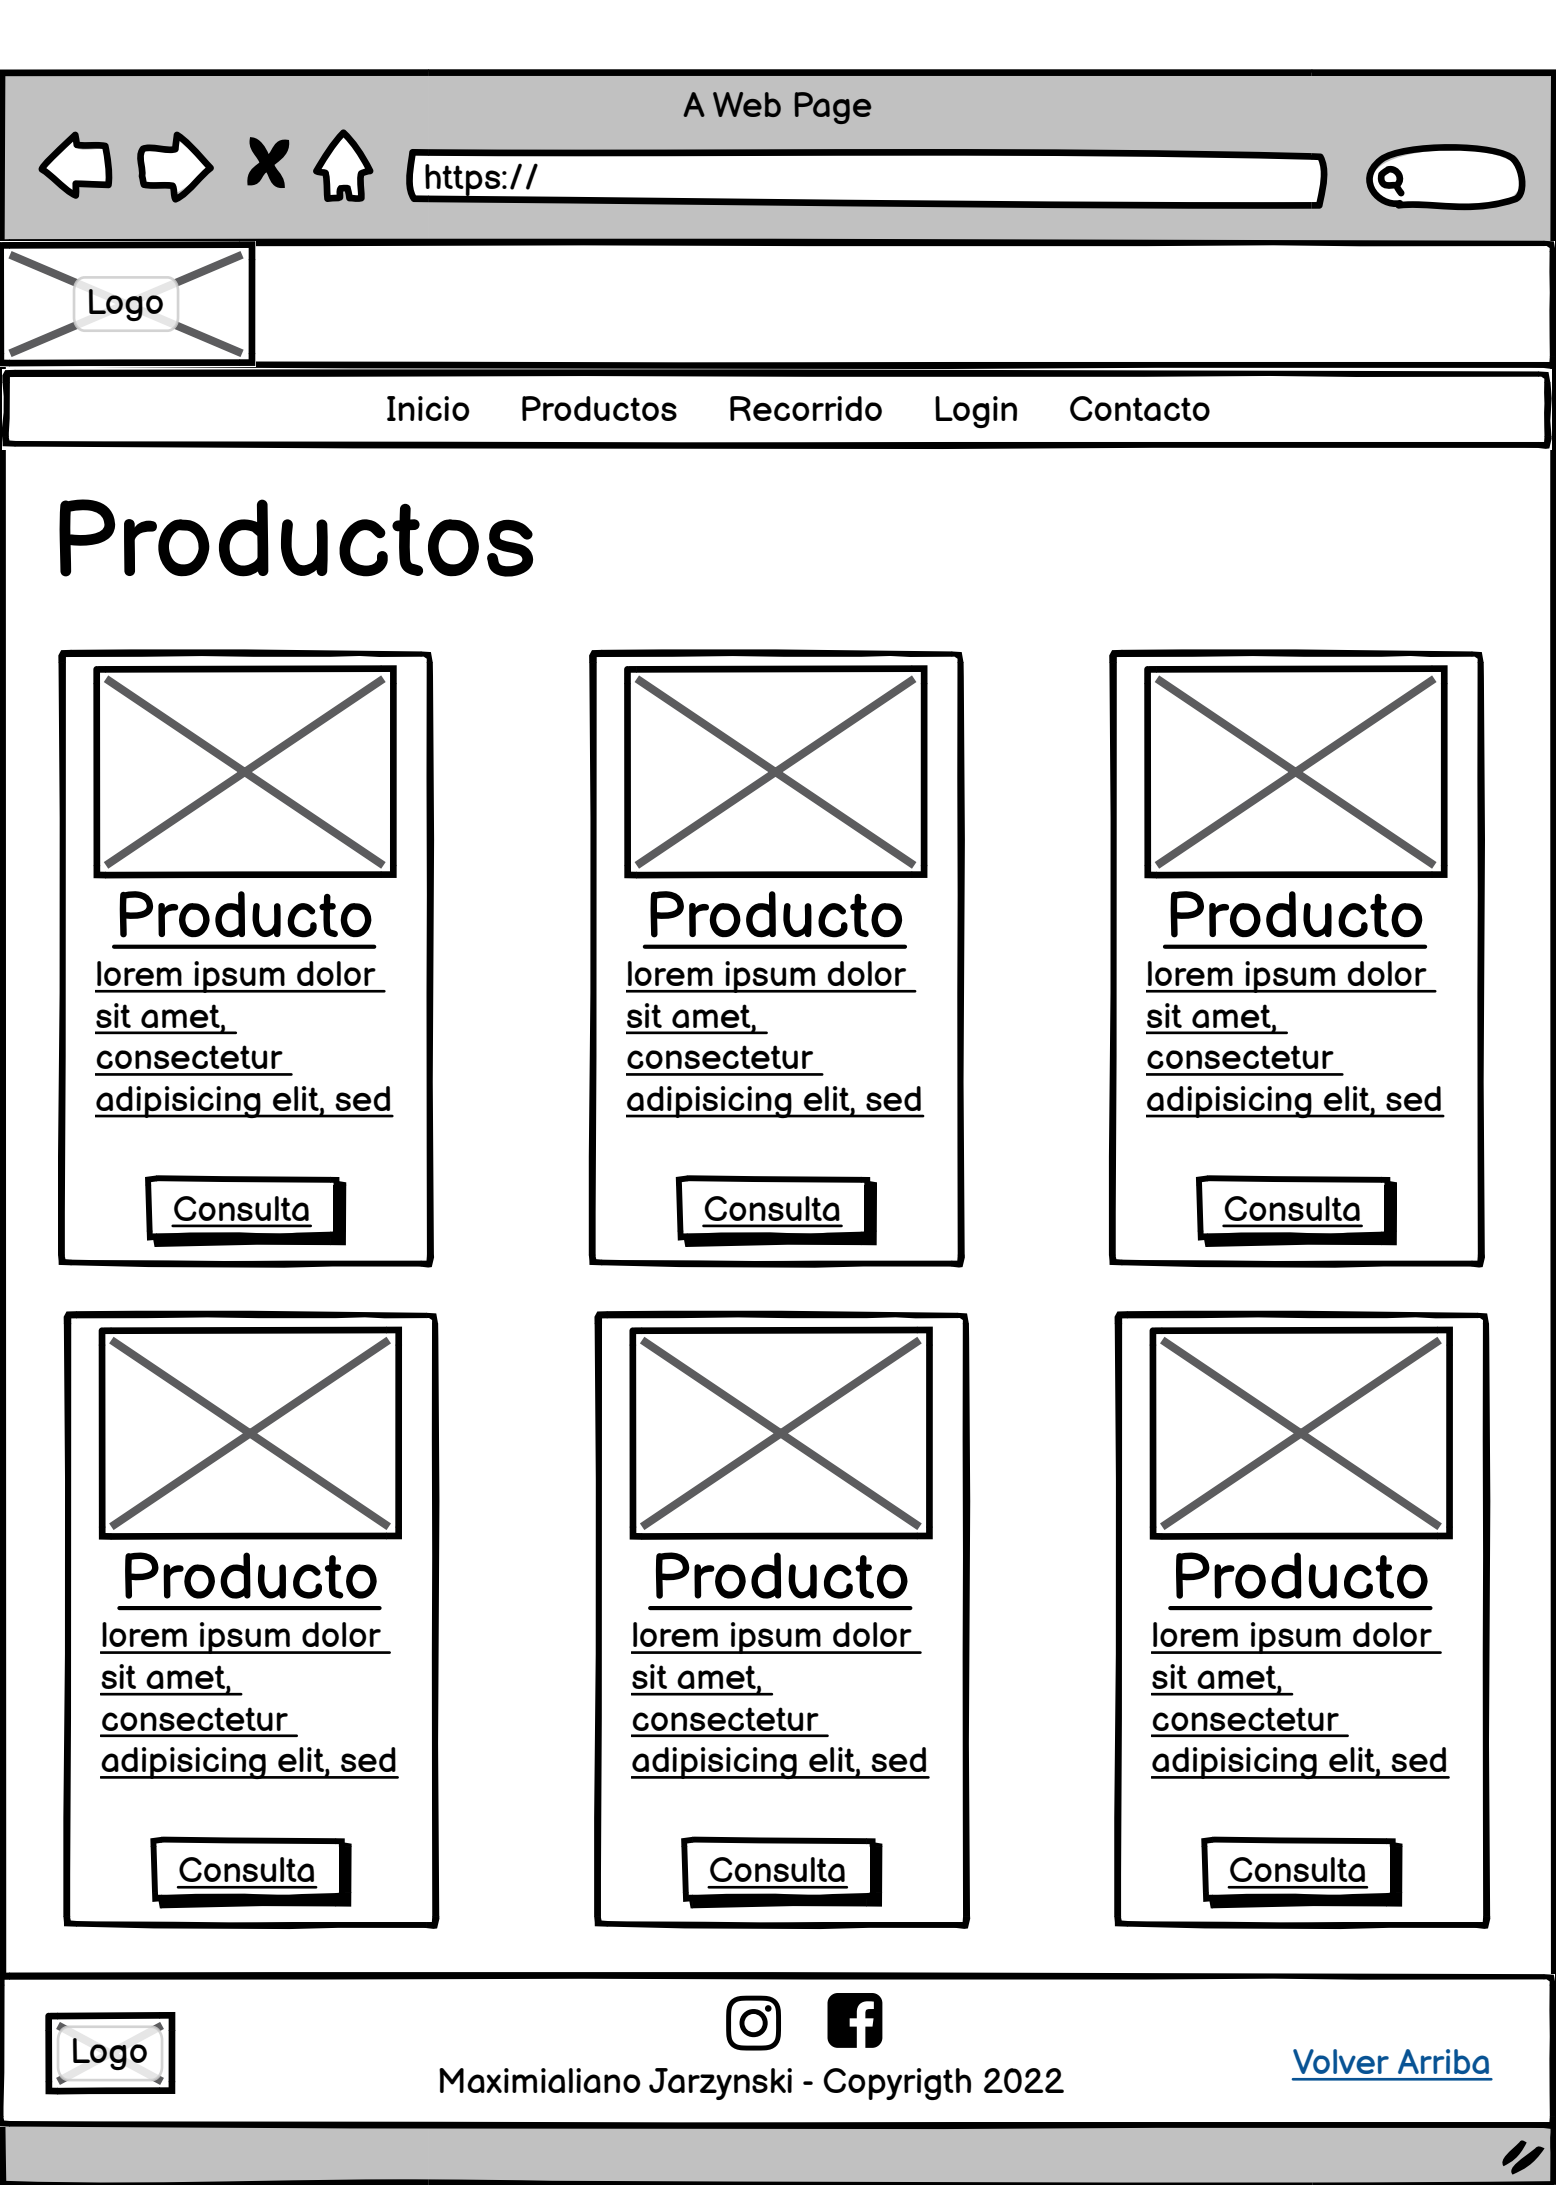 A Web Page
https://
Logo
Inicio Productos Recorrido Login Contacto
Productos
Producto
lorem ipsum dolor
sit amet,
consectetur
adipisicing elit, sed
Consulta
Producto
lorem ipsum dolor
sit amet,
consectetur
adipisicing elit, sed
Consulta
Producto
lorem ipsum dolor
sit amet,
consectetur
adipisicing elit, sed
Consulta
Producto
lorem ipsum dolor
sit amet,
consectetur
adipisicing elit, sed
Consulta
Producto
lorem ipsum dolor
sit amet,
consectetur
adipisicing elit, sed
Consulta
Producto
lorem ipsum dolor
sit amet,
consectetur
adipisicing elit, sed
Consulta
Logo
Maximialiano Jarzynski - Copyrigth 2022
Volver Arriba